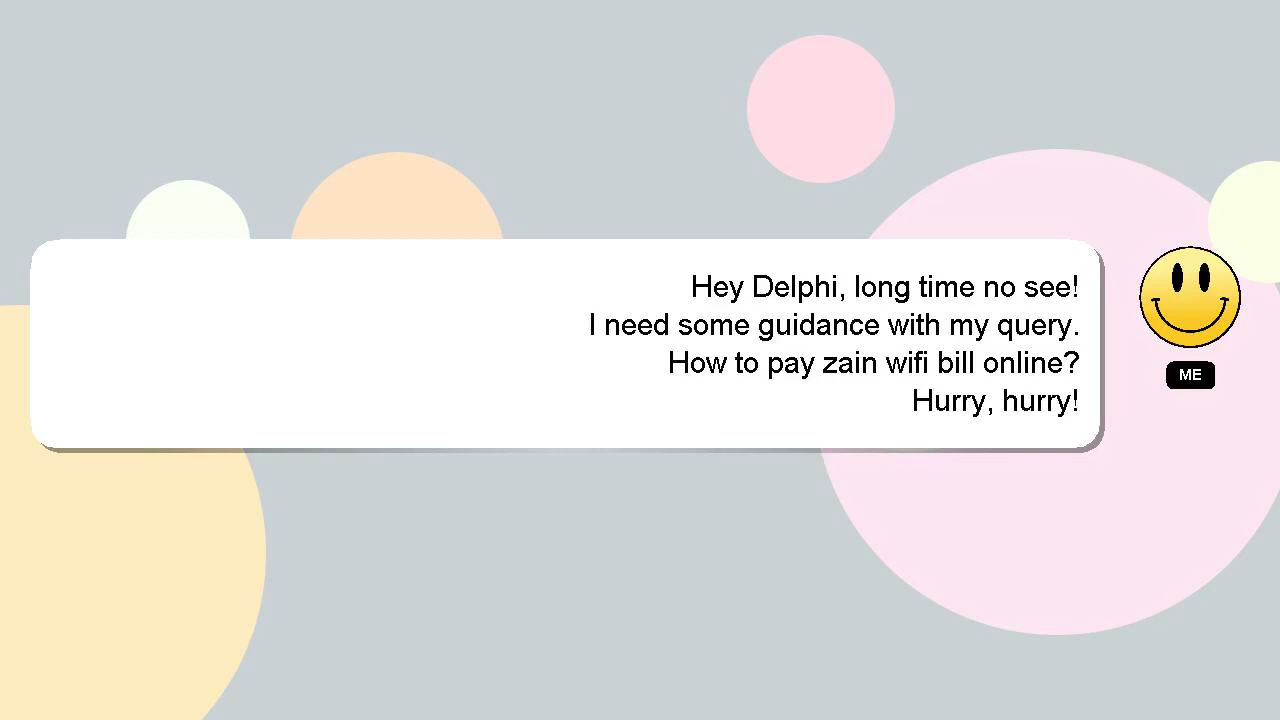 Hey Delphi, long time no see!
I need some guidance with my query.
How to pay zain wifi bill online?
Hurry, hurry!
ME